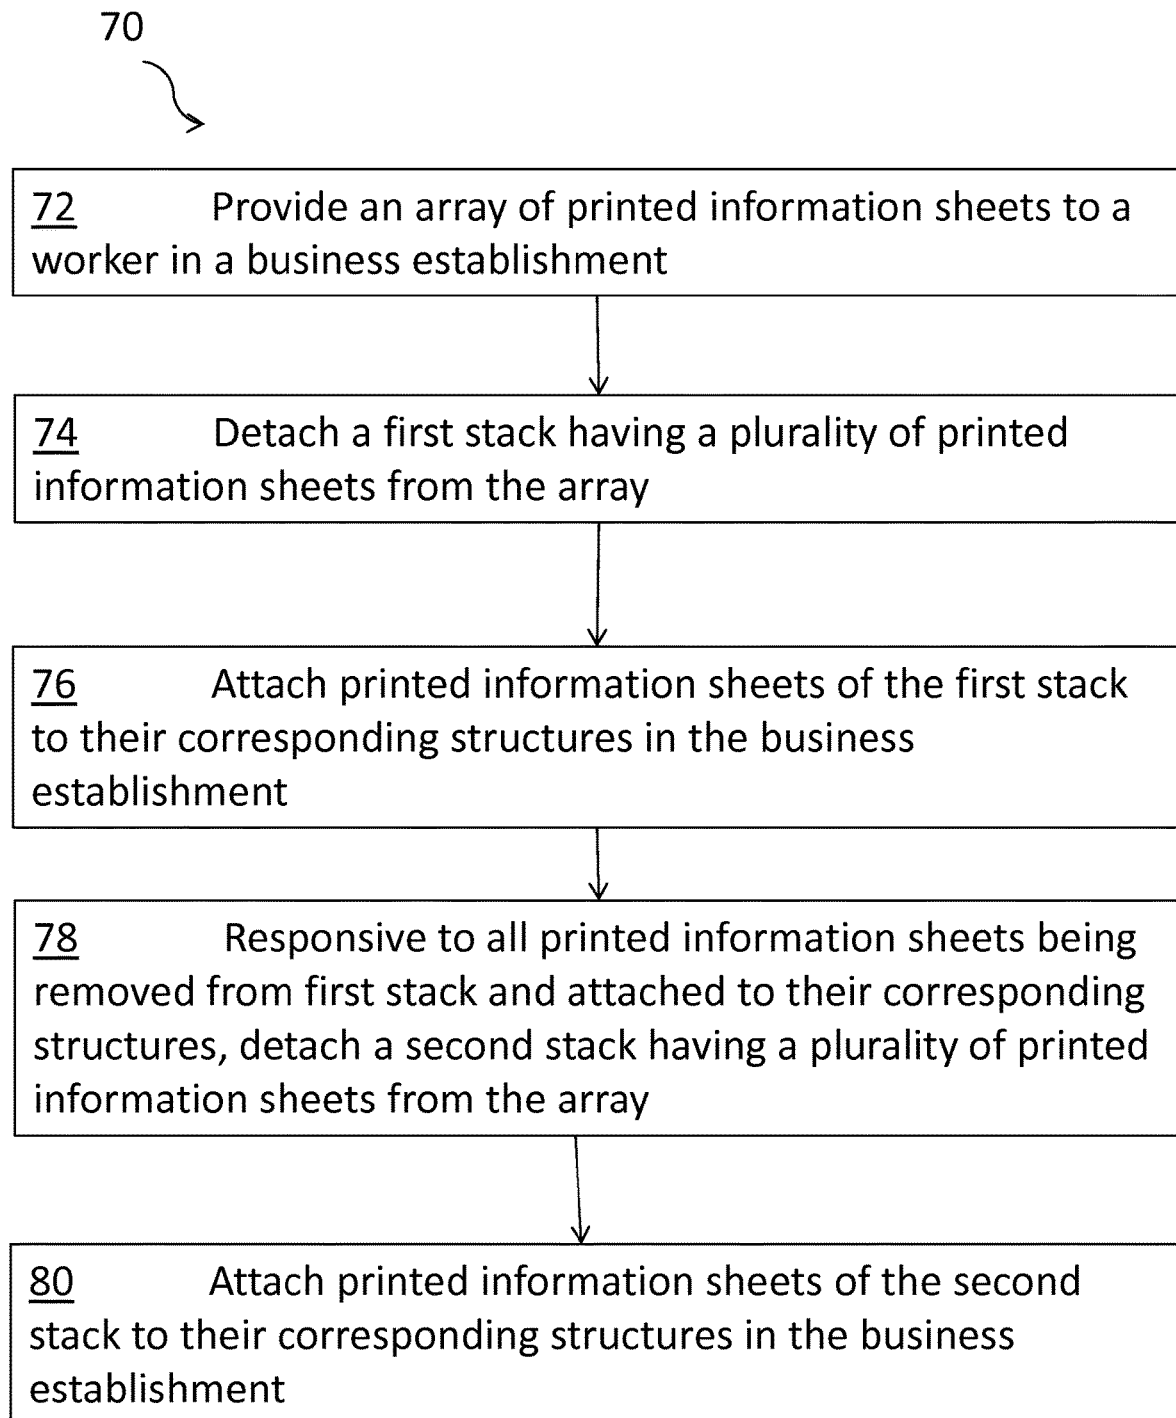 70
72 Provide an array of printed information sheets to a
worker in a business establishment
74 Detach a first stack having a plurality of printed
information sheets from the array
76 Attach printed information sheets of the first stack
to their corresponding structures in the business
establishment
78 Responsive to all printed information sheets being
removed from first stack and attached to their corresponding
structures, detach a second stack having a plurality of printed
information sheets from the array
80 Attach printed information sheets of the second
stack to their corresponding structures in the business
establishment